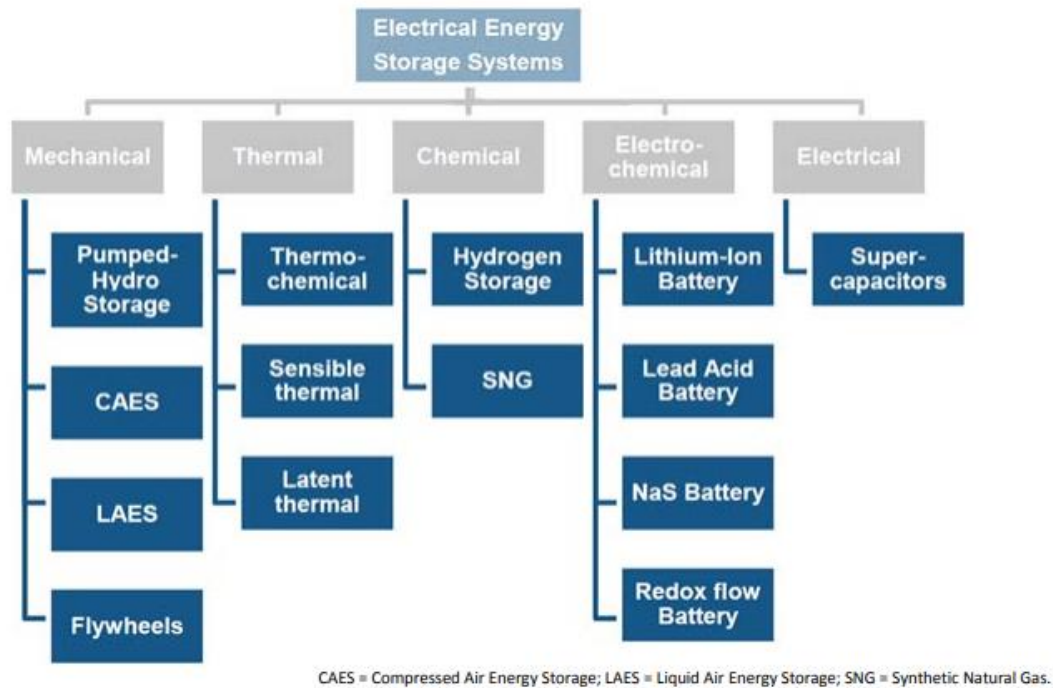 Electrical Energy
Storage Systems
Mechanical
Thermal
Chemical
Electro-
chemical
Electrical
Pumped-
Hydro
Storage
CAES
LAES
Flywheels
Thermo-
chemical
Sensible
thermal
Latent
thermal
Hydrogen
Storage
SNG
Lithium-Ion
Battery
Lead Acid
Battery
NaS Battery
Redox flow
Battery
Super-
capacitors
CAES = Compressed Air Energy Storage; LAES = Liquid Air Energy Storage; SNG = Synthetic Natural Gas.